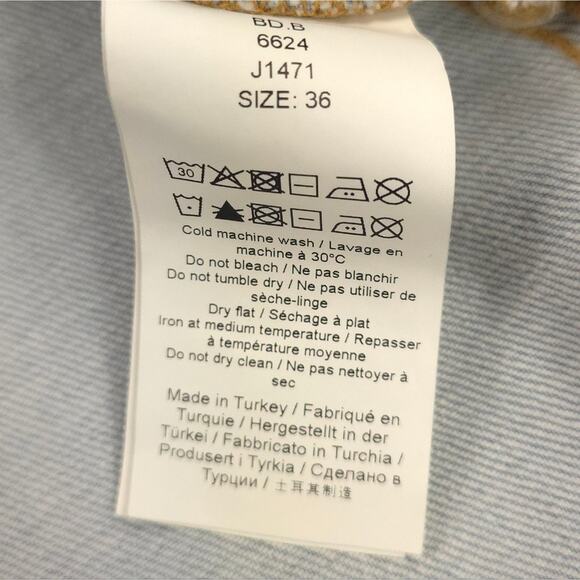 BD.B
6624
J1471
SIZE: 36
30
Cold machine wash / Lavage en
machine à 30°C
Do not bleach / Ne pas blanchir
Do not tumble dry / Ne pas utiliser de
sèche-linge
Dry flat / Séchage à plat
Iron at medium temperature / Repasser
à température moyenne
Do not dry clean / Ne pas nettoyer à
sec
Made in Turkey / Fabriqué en
Turquie / Hergestellt in der
Türkei / Fabbricato in Turchia /
Produsert i Tyrkia / Сделано в
Турции / 土耳其制造